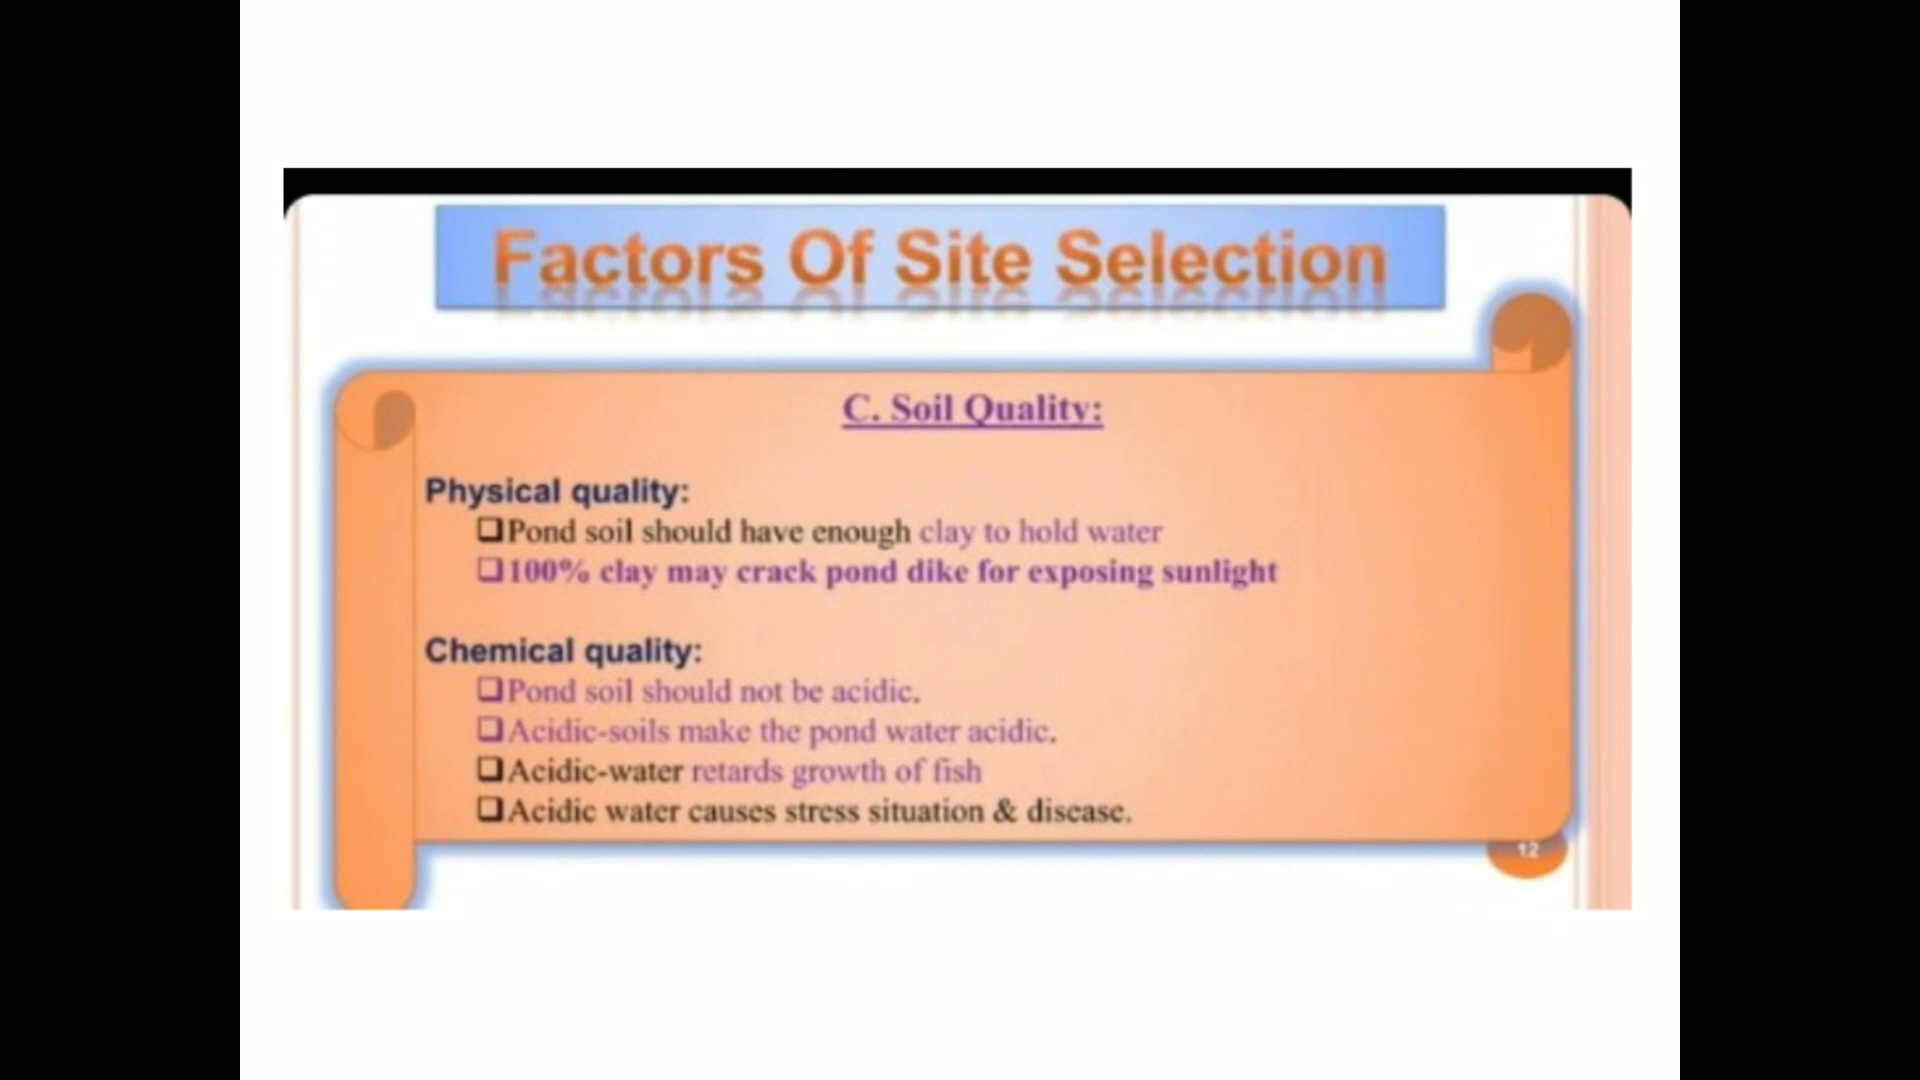 Factors Of Site Selection
C. Soil Quality:
Physical quality:
❑Pond soil should have enough clay to hold water
❑100% clay may crack pond dike for exposing sunlight
Chemical quality:
❑Pond soil should not be acidic.
❑Acidic-soils make the pond water acidic.
❑Acidic-water retards growth of fish
❑Acidic water causes stress situation & disease.
12